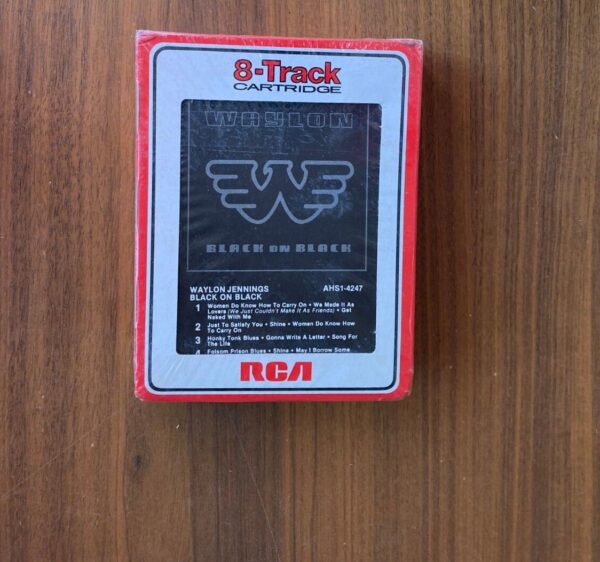 8-Track
CARTRIDGE
WAYLON
BLACK ON BLACK
WAYLON JENNINGS AHS1-4247
BLACK ON BLACK
1 Women Do Know How To Carry On • We Made It As
Lovers (We Just Couldn't Make It As Friends) • Get
Naked With Me
2 Just To Satisfy You • Shine • Women Do Know How
To Carry On
3 Honky Tonk Blues • Gonna Write A Letter • Song For
The Life
4 Folsom Prison Blues • Shine • May I Borrow Some
RCA